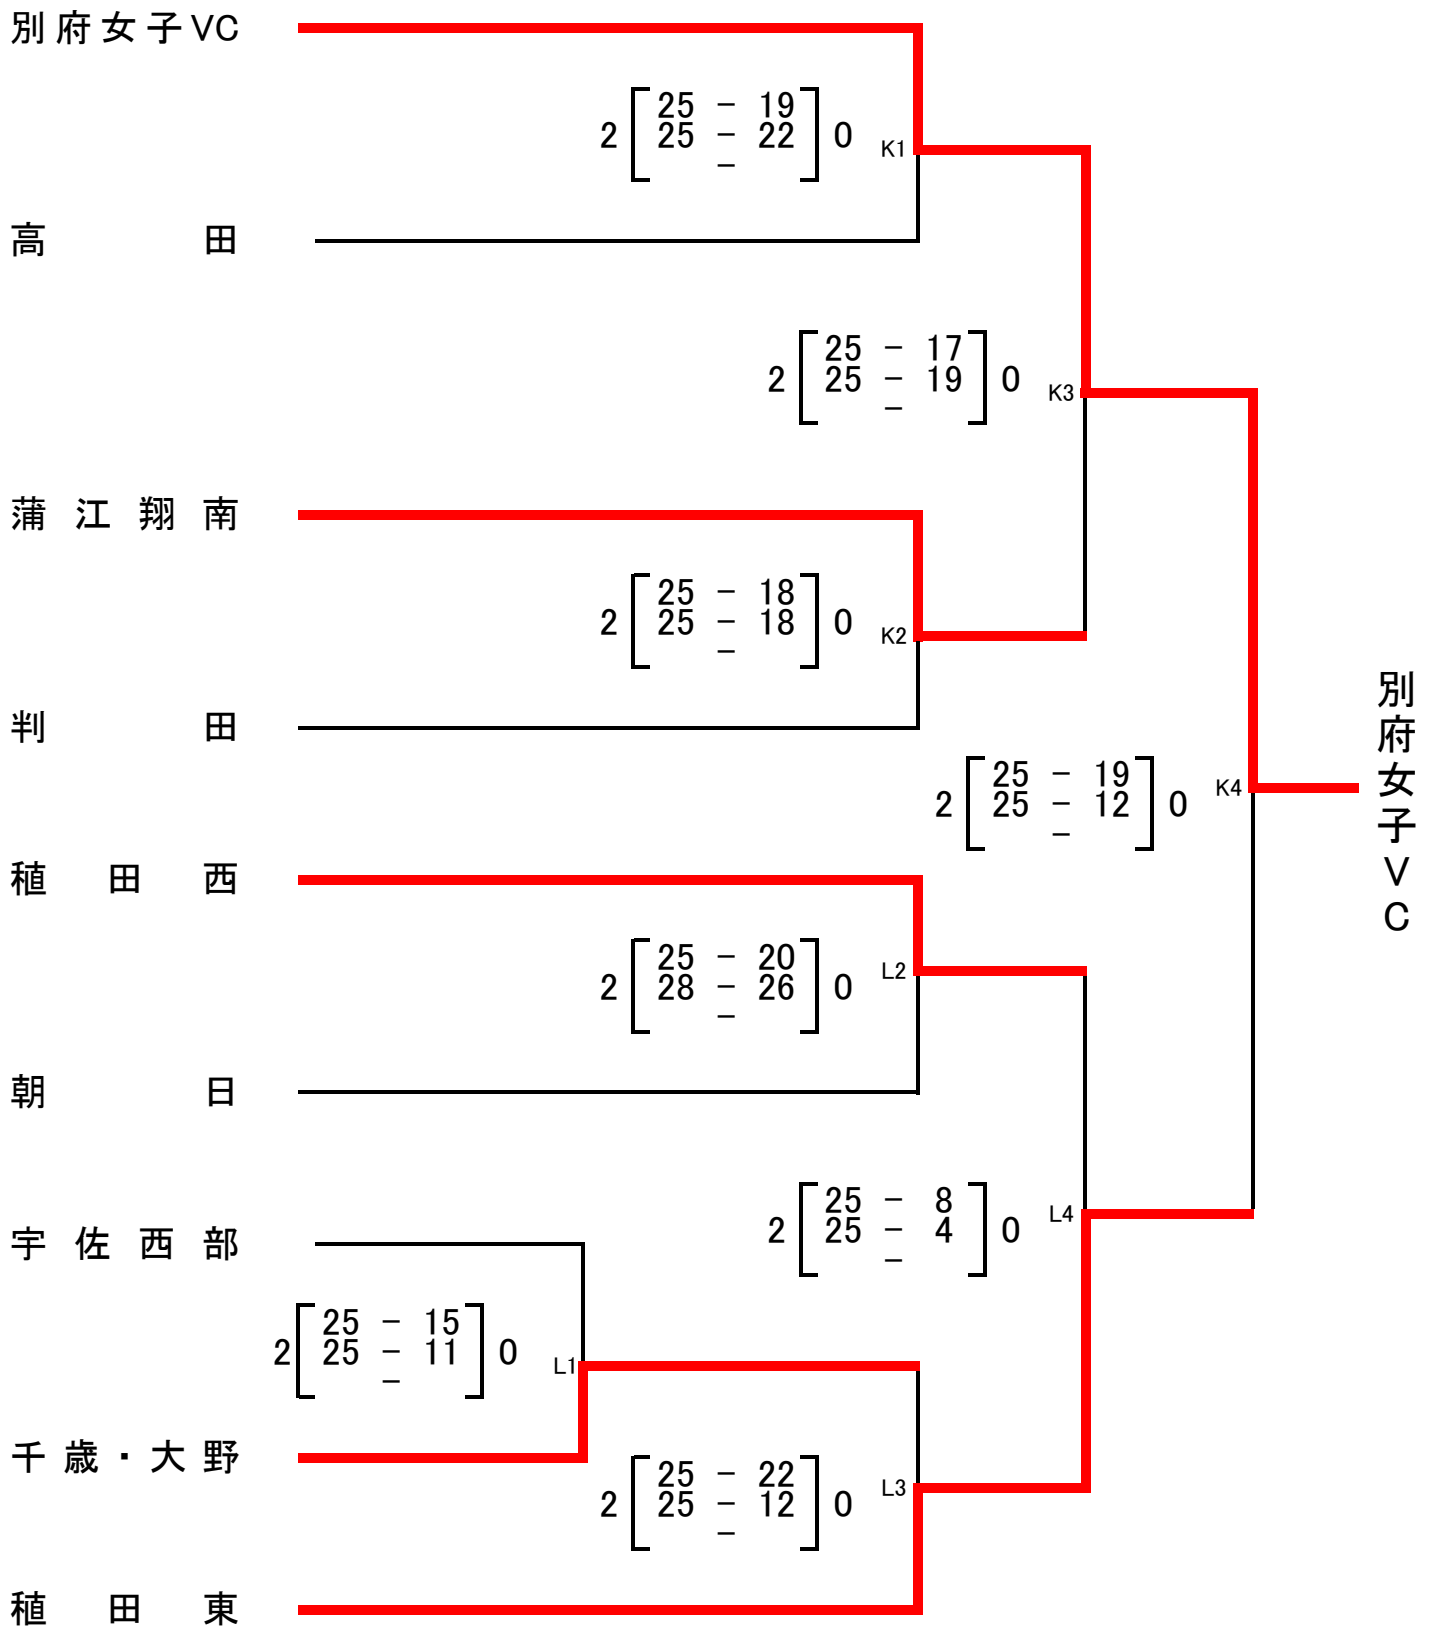 別府女子VC
25 - 19
2 25 - 22 0 K1
-
高田
25 - 17
2 25 - 19 0 K3
-
蒲江翔南
25 - 18
2 25 - 18 0 K2
-
判田
25 - 19
2 25 - 12 0 K4
-
別府女子VC
稙田西
25 - 20
2 28 - 26 0 L2
-
朝日
25 - 8
2 25 - 4 0 L4
-
宇佐西部
25 - 15
2 25 - 11 0 L1
-
千歳・大野
25 - 22
2 25 - 12 0 L3
-
稙田東